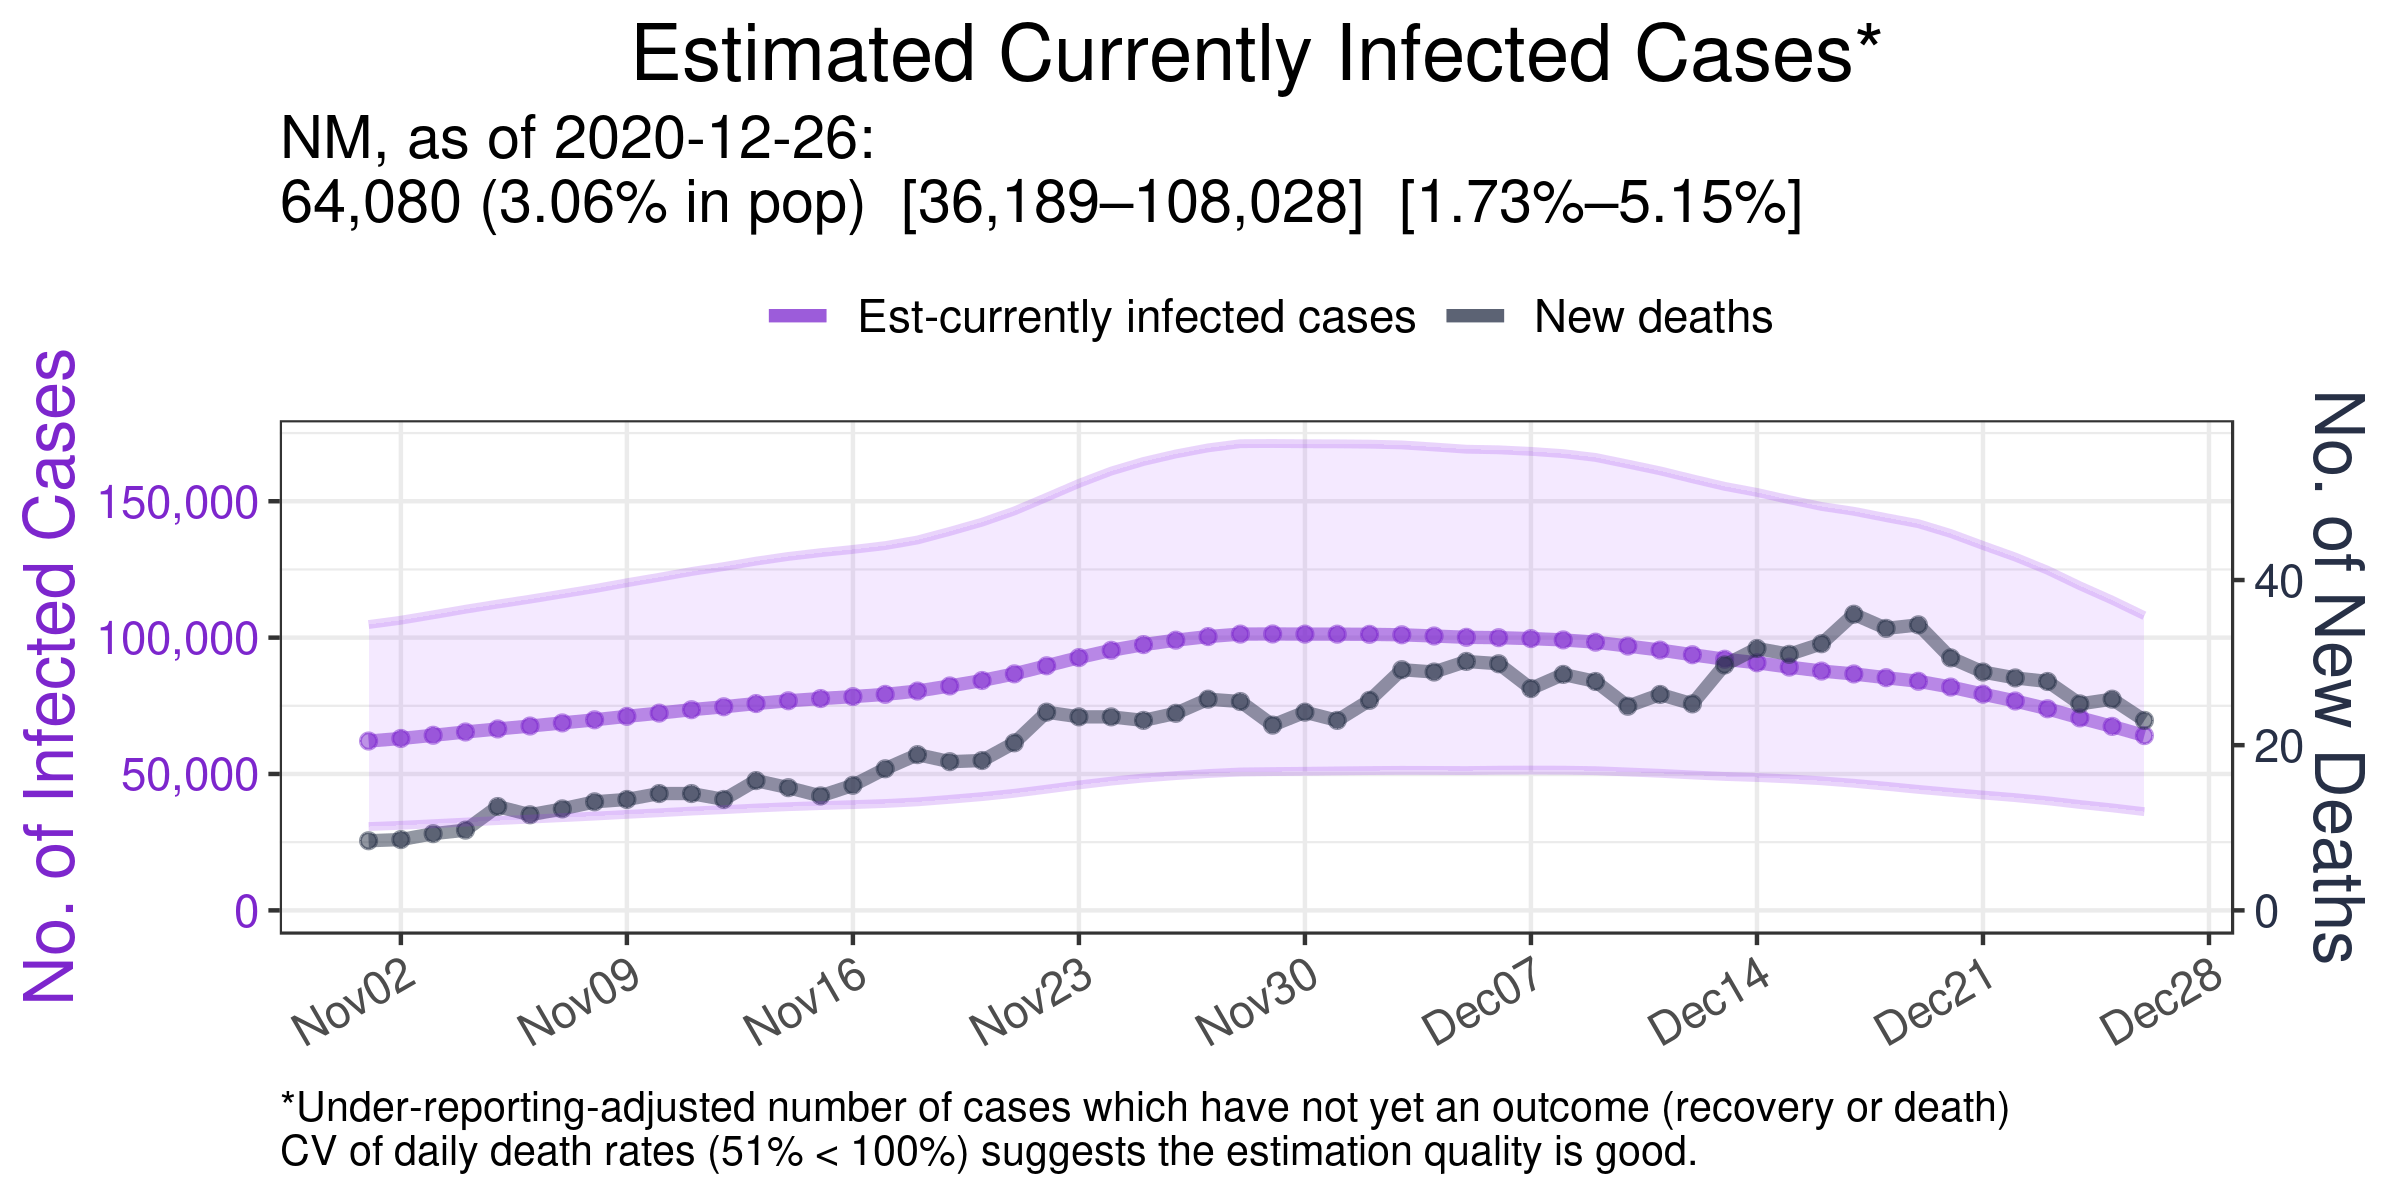 Estimated Currently Infected Cases*
NM, as of 2020-12-26:
64,080 (3.06% in pop)  [36,189–108,028]  [1.73%–5.15%]
Est-currently infected cases
New deaths
No. of Infected Cases
150,000
100,000
50,000
0
40
20
0
No. of New Deaths
Nov02
Nov09
Nov16
Nov23
Nov30
Dec07
Dec14
Dec21
Dec28
*Under-reporting-adjusted number of cases which have not yet an outcome (recovery or death)
CV of daily death rates (51% < 100%) suggests the estimation quality is good.